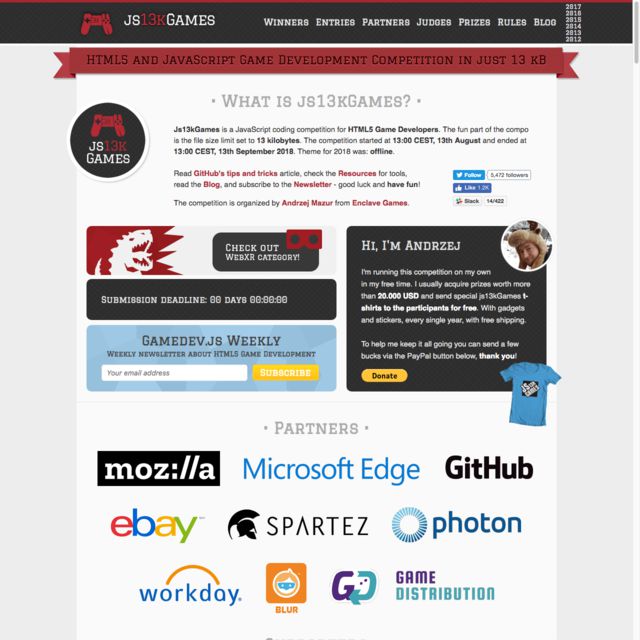 JS13KGAMES
WINNERS ENTRIES PARTNERS JUDGES PRIZES RULES BLOG
2017
2016
2015
2014
2013
2012
HTML5 AND JAVASCRIPT GAME DEVELOPMENT COMPETITION IN JUST 13 KB
· WHAT IS JS13KGAMES? ·
JS13K
GAMES
Js13kGames is a JavaScript coding competition for HTML5 Game Developers. The fun part of the compo
is the file size limit set to 13 kilobytes. The competition started at 13:00 CEST, 13th August and ended at
13:00 CEST, 13th September 2018. Theme for 2018 was: offline.
Read GitHub's tips and tricks article, check the Resources for tools,
read the Blog, and subscribe to the Newsletter - good luck and have fun!
The competition is organized by Andrzej Mazur from Enclave Games.
Follow 5,472 followers
Like 1.2K
Slack 14/422
CHECK OUT
WEBXR CATEGORY!
SUBMISSION DEADLINE: 00 DAYS 00:00:00
GAMEDEV.JS WEEKLY
WEEKLY NEWSLETTER ABOUT HTML5 GAME DEVELOPMENT
Your email address
SUBSCRIBE
HI, I'M ANDRZEJ
I'm running this competition on my own
in my free time. I usually acquire prizes worth more
than 20.000 USD and send special js13kGames t-
shirts to the participants for free. With gadgets
and stickers, every single year, with free shipping.
To help me keep it all going you can send a few
bucks via the PayPal button below, thank you!
Donate
· PARTNERS ·
moz://a
Microsoft Edge
GitHub
ebay
SPARTEZ
photon
workday.
BLUR
GAME
DISTRIBUTION